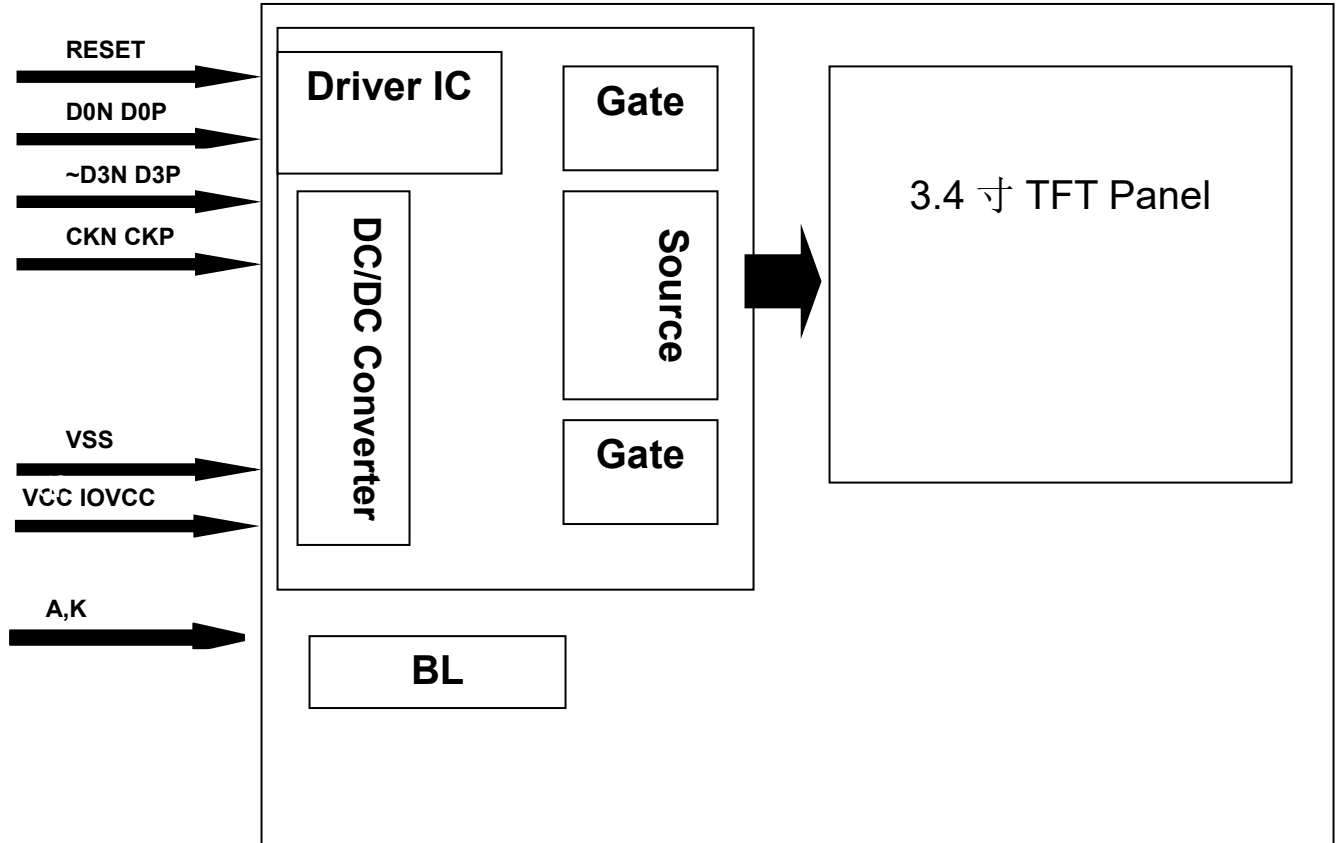 RESET
D0N D0P
~D3N D3P
CKN CKP
VSS
VCC IOVCC
A,K
Driver IC
DC/DC Converter
Gate
Source
Gate
BL
3.4 寸 TFT Panel